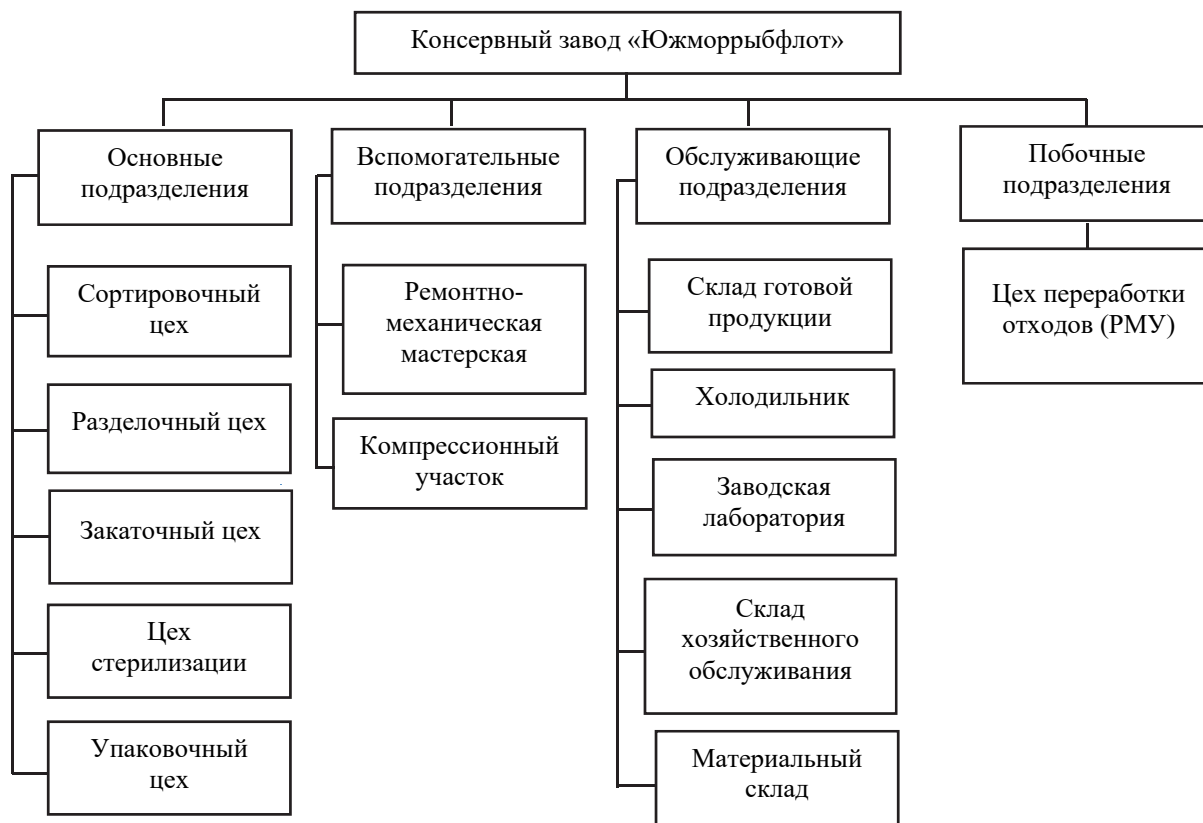 Консервный завод «Южморрыбфлот»
Основные
подразделения
Сортировочный
цех
Разделочный цех
Закаточный цех
Цех
стерилизации
Упаковочный
цех
Вспомогательные
подразделения
Ремонтно-
механическая
мастерская
Компрессионный
участок
Обслуживающие
подразделения
Склад готовой
продукции
Холодильник
Заводская
лаборатория
Склад
хозяйственного
обслуживания
Материальный
склад
Побочные
подразделения
Цех переработки
отходов (РМУ)